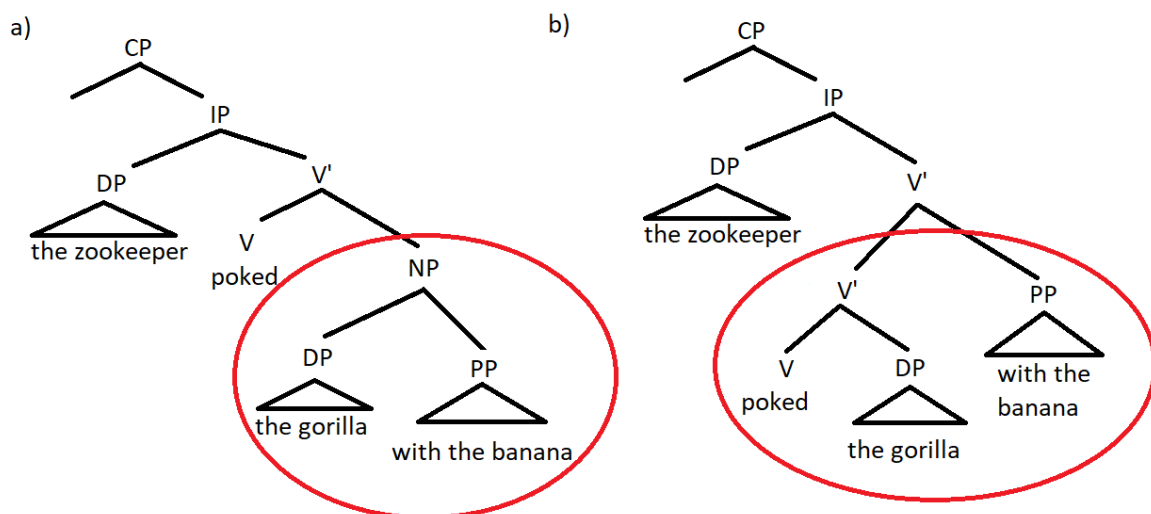 a)
CP
IP
DP
V'
the zookeeper
V
poked
NP
DP
PP
the gorilla
with the banana
b)
CP
IP
DP
V'
the zookeeper
V'
PP
V
DP
with the
banana
poked
the gorilla